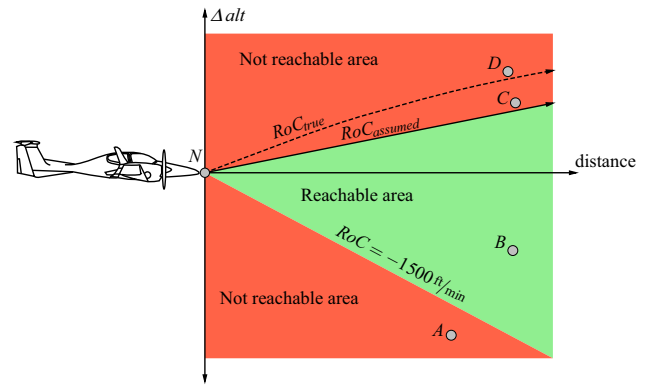 Δalt
Not reachable area
D
C
RoC_true
RoC_assumed
N
distance
Reachable area
RoC = −1500 ft/min
B
Not reachable area
A